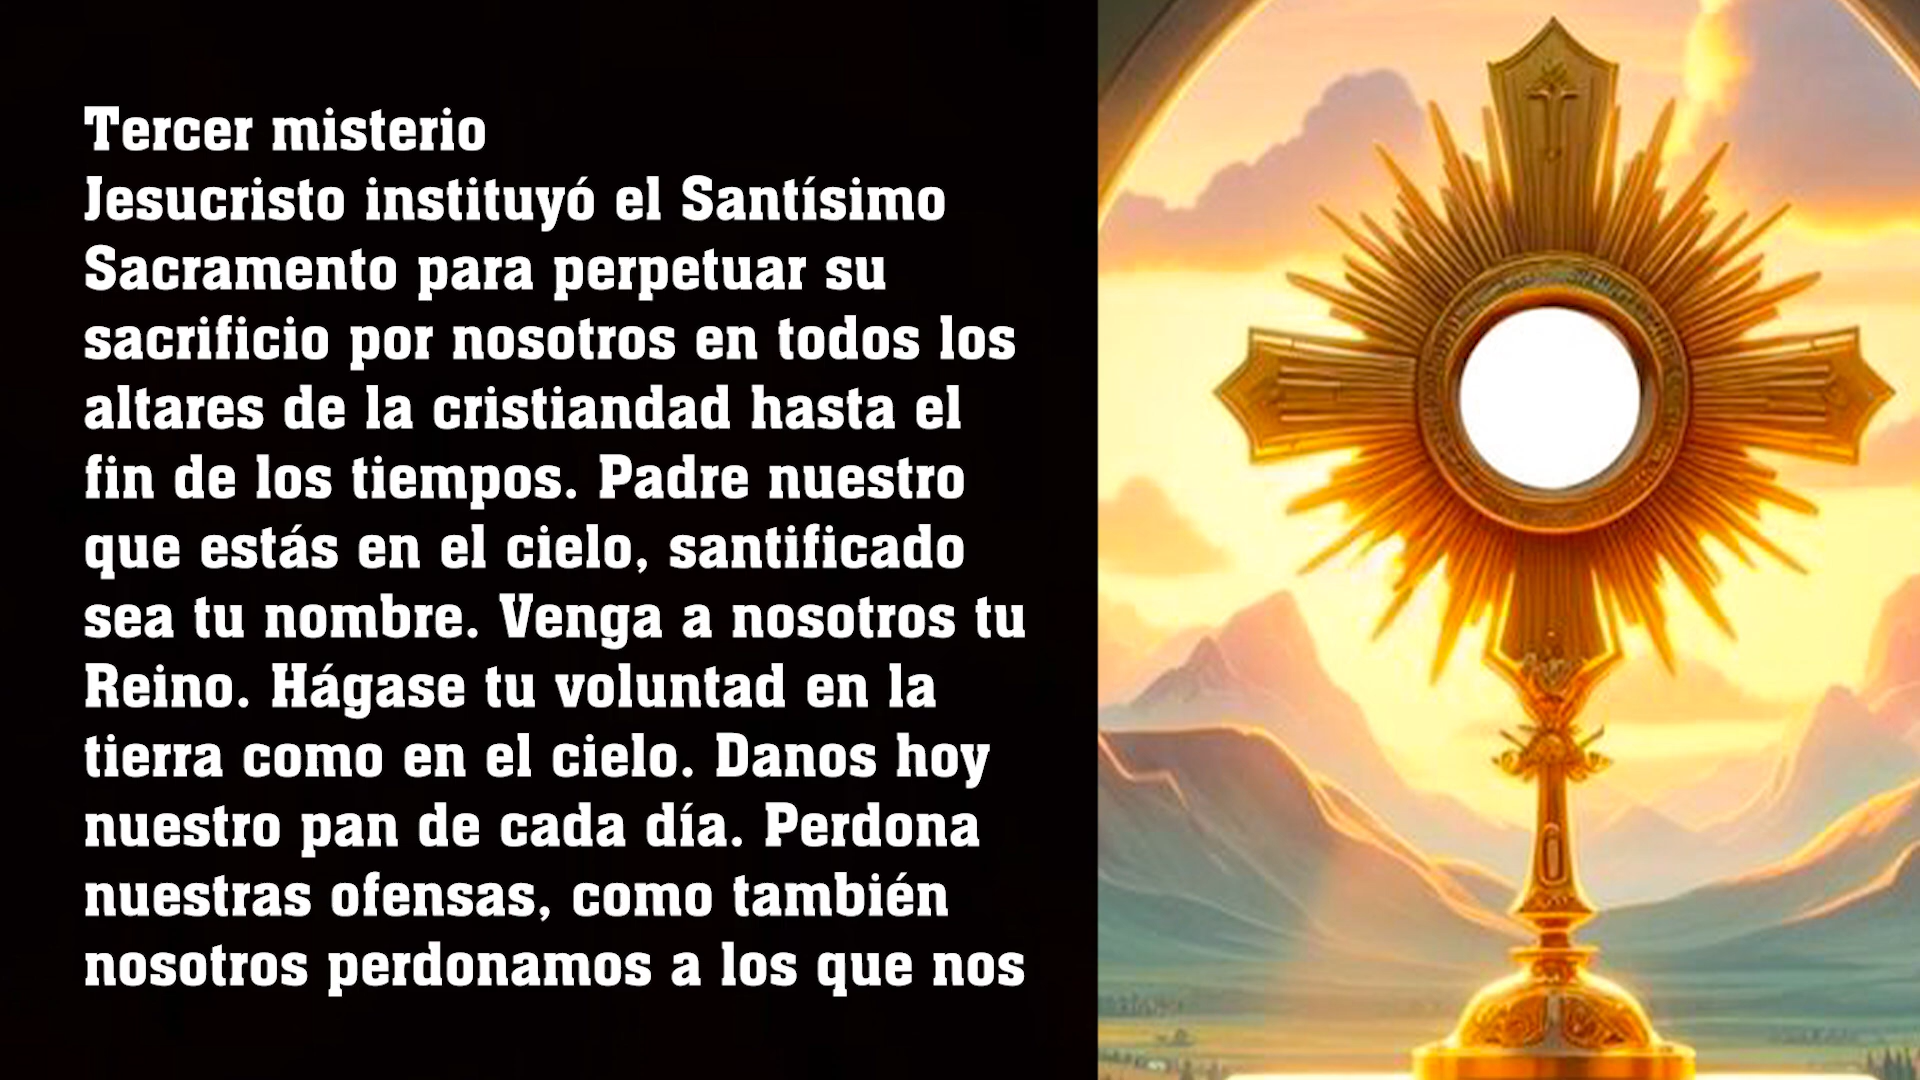 Tercer misterio
Jesucristo instituyó el Santísimo
Sacramento para perpetuar su
sacrificio por nosotros en todos los
altares de la cristiandad hasta el
fin de los tiempos. Padre nuestro
que estás en el cielo, santificado
sea tu nombre. Venga a nosotros tu
Reino. Hágase tu voluntad en la
tierra como en el cielo. Danos hoy
nuestro pan de cada día. Perdona
nuestras ofensas, como también
nosotros perdonamos a los que nos